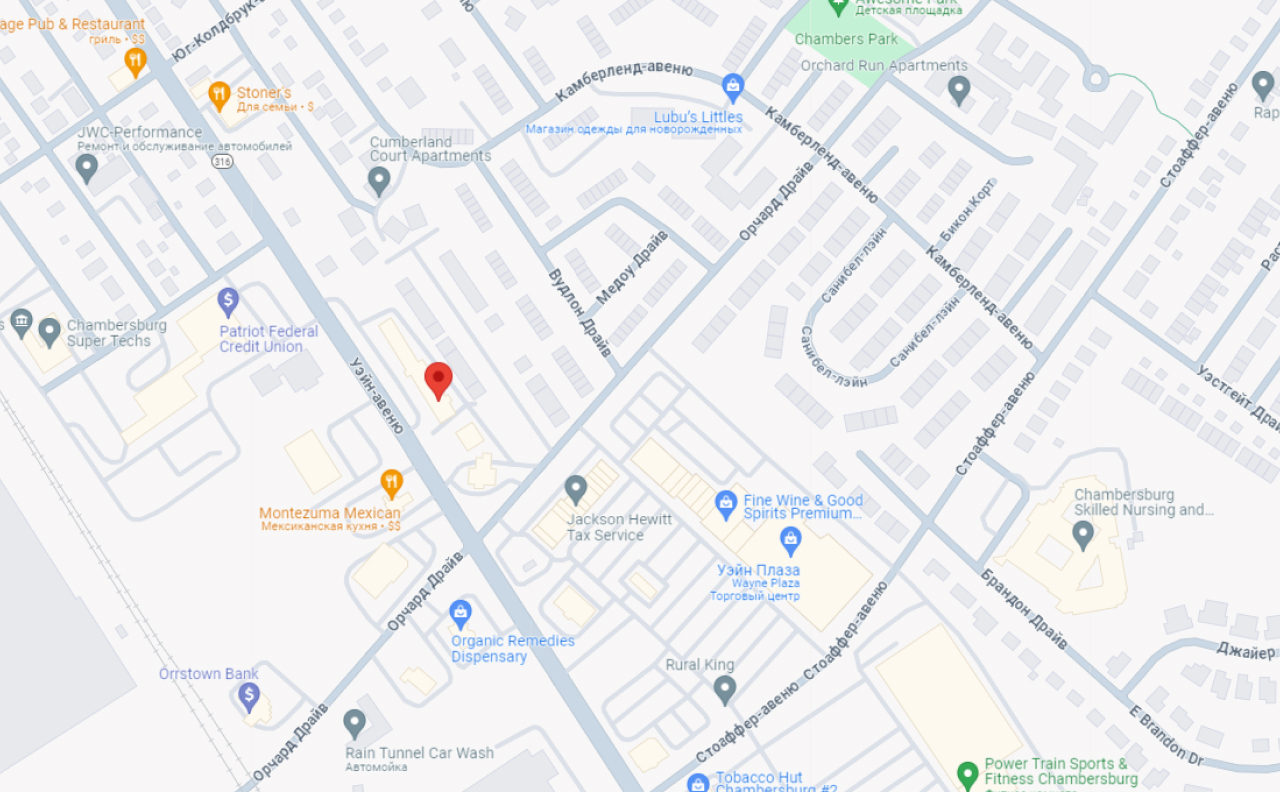 Awesome Park
Детская площадка
age Pub & Restaurant
гриль • $$
Юг-Колдбрук-
Chambers Park
Камберленд-авеню
Orchard Run Apartments
Stoner's
Для семьи • $
Lubu's Littles
Магазин одежды для новорожденных
Rap
JWC-Performance
Ремонт и обслуживание автомобилей
316
Cumberland
Court Apartments
Камберленд-авеню
Стоаффер-авеню
Орчард Драйв
Бикон Корт
Санибел-лэйн
Медоу Драйв
Вудлон Драйв
Камберленд-авеню
Санибел-лэйн
Санибел-лэйн
s
Chambersburg
Super Techs
Patriot Federal
Credit Union
Уэйн-авеню
Уэстгейт Драй
Стоаффер-авеню
Montezuma Mexican
Мексиканская кухня • $$
Jackson Hewitt
Tax Service
Fine Wine & Good
Spirits Premium...
Chambersburg
Skilled Nursing and...
Уэйн Плаза
Wayne Plaza
Торговый центр
Орчард Драйв
Брандон Драйв
Стоаффер-авеню
Organic Remedies
Dispensary
Джайер
Orrstown Bank
Rural King
Стоаффер-авеню
E Brandon Dr
Орчард Драйв
Rain Tunnel Car Wash
Автомойка
Tobacco Hut
Chambersburg #2
Power Train Sports &
Fitness Chambersburg